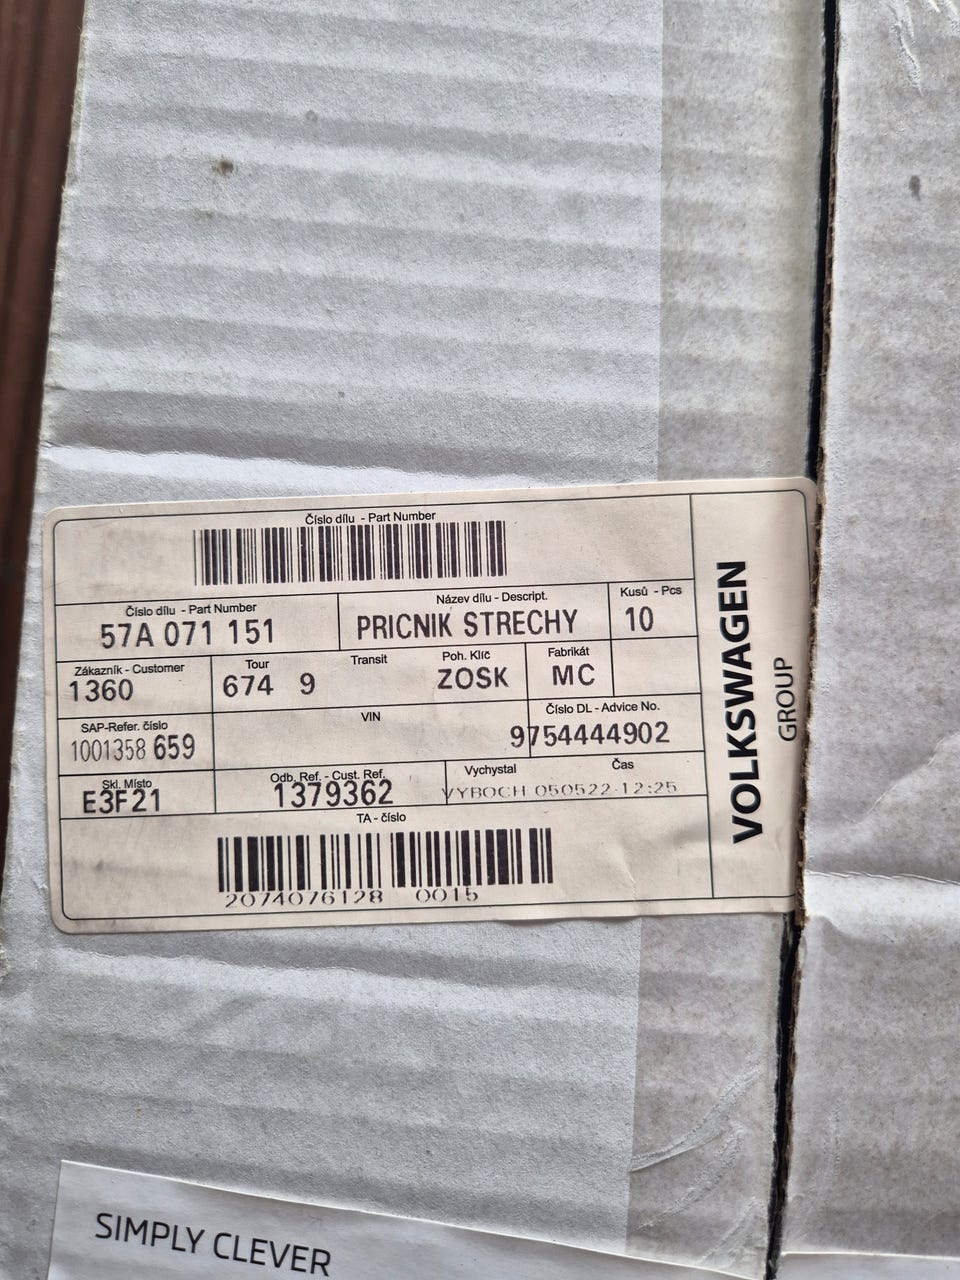 Číslo dílu - Part Number
Číslo dílu - Part Number
57A 071 151
Název dílu - Descript.
PRICNIK STRECHY
Kusů - Pcs
10
Zákazník - Customer
1360
Tour
674 9
Transit
Poh. Klíč
ZOSK
Fabrikát
MC
SAP-Refer. číslo
1001358 659
VIN
Číslo DL - Advice No.
9754444902
Skl. Místo
E3F21
Odb. Ref. - Cust. Ref.
1379362
Vychystal
Čas
VYBOCH 050522 12:25
TA - číslo
2074076128 0015
VOLKSWAGEN
GROUP
SIMPLY CLEVER